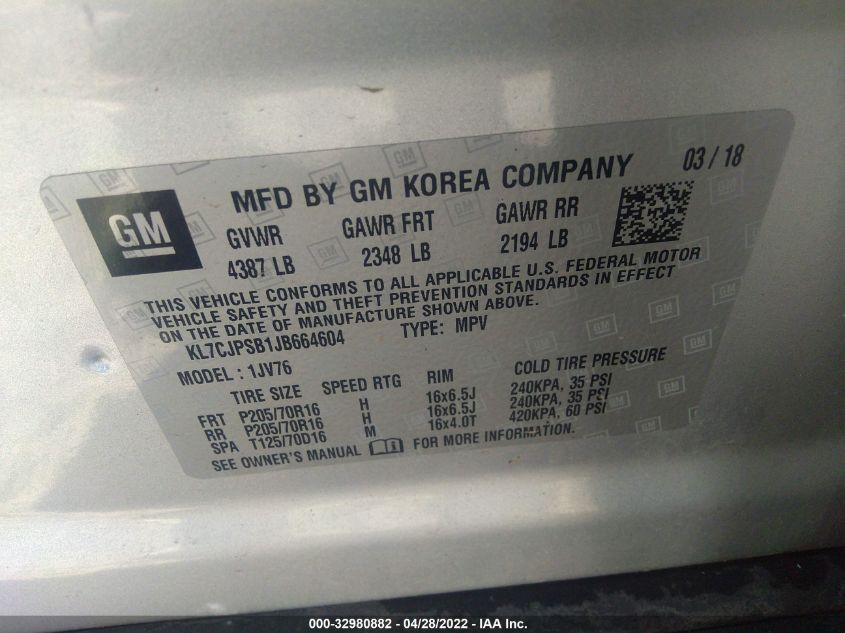 GM
MFD BY GM KOREA COMPANY 03 / 18
GVWR GAWR FRT GAWR RR
4387 LB 2348 LB 2194 LB
THIS VEHICLE CONFORMS TO ALL APPLICABLE U.S. FEDERAL MOTOR
VEHICLE SAFETY AND THEFT PREVENTION STANDARDS IN EFFECT
ON THE DATE OF MANUFACTURE SHOWN ABOVE.
KL7CJPSB1JB664604 TYPE: MPV
MODEL : 1JV76
TIRE SIZE SPEED RTG RIM COLD TIRE PRESSURE
FRT P205/70R16 H 16x6.5J 240KPA, 35 PSI
RR P205/70R16 H 16x6.5J 240KPA, 35 PSI
SPA T125/70D16 M 16x4.0T 420KPA, 60 PSI
SEE OWNER'S MANUAL FOR MORE INFORMATION.
000-32980882 - 04/28/2022 - IAA Inc.